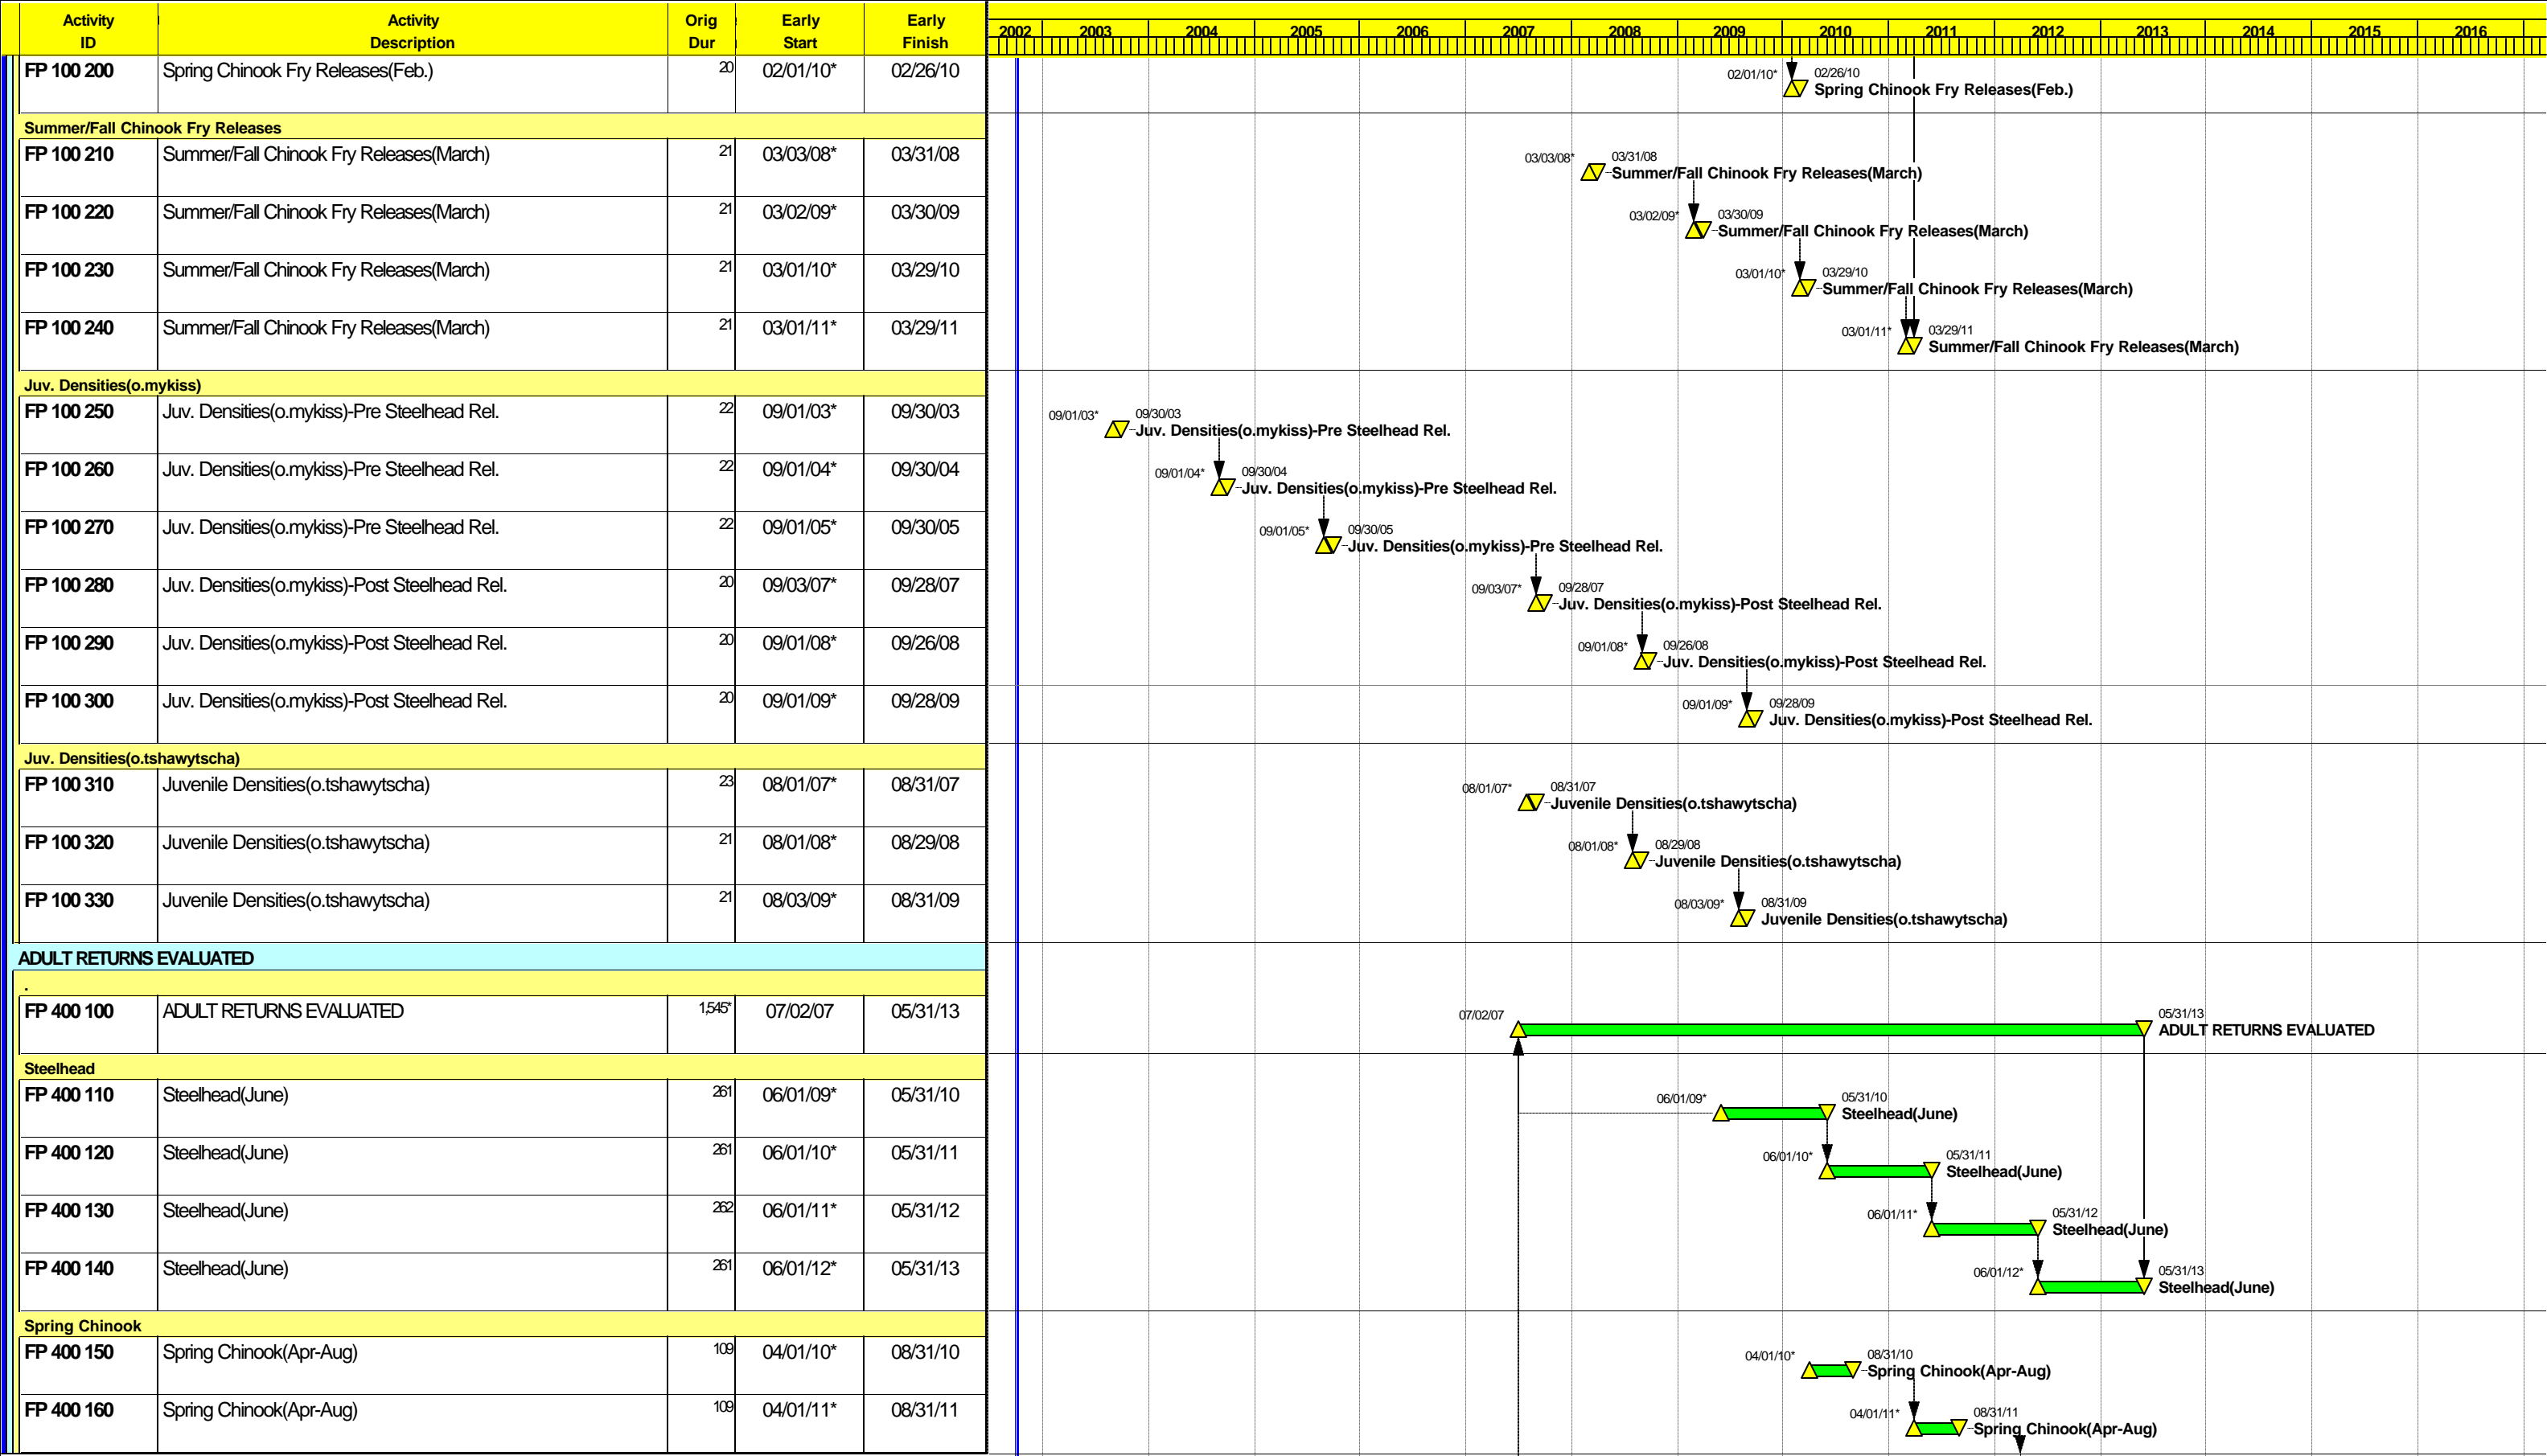 Activity ID Activity Description Orig Dur Early Start Early Finish
2002 2003 2004 2005 2006 2007 2008 2009 2010 2011 2012 2013 2014 2015 2016
FP 100 200 Spring Chinook Fry Releases(Feb.) 20 02/01/10* 02/26/10
02/01/10* 02/26/10
Spring Chinook Fry Releases(Feb.)
Summer/Fall Chinook Fry Releases
FP 100 210 Summer/Fall Chinook Fry Releases(March) 21 03/03/08* 03/31/08
03/03/08* 03/31/08
Summer/Fall Chinook Fry Releases(March)
FP 100 220 Summer/Fall Chinook Fry Releases(March) 21 03/02/09* 03/30/09
03/02/09* 03/30/09
Summer/Fall Chinook Fry Releases(March)
FP 100 230 Summer/Fall Chinook Fry Releases(March) 21 03/01/10* 03/29/10
03/01/10* 03/29/10
Summer/Fall Chinook Fry Releases(March)
FP 100 240 Summer/Fall Chinook Fry Releases(March) 21 03/01/11* 03/29/11
03/01/11* 03/29/11
Summer/Fall Chinook Fry Releases(March)
Juv. Densities(o.mykiss)
FP 100 250 Juv. Densities(o.mykiss)-Pre Steelhead Rel. 22 09/01/03* 09/30/03
09/01/03* 09/30/03
Juv. Densities(o.mykiss)-Pre Steelhead Rel.
FP 100 260 Juv. Densities(o.mykiss)-Pre Steelhead Rel. 22 09/01/04* 09/30/04
09/01/04* 09/30/04
Juv. Densities(o.mykiss)-Pre Steelhead Rel.
FP 100 270 Juv. Densities(o.mykiss)-Pre Steelhead Rel. 22 09/01/05* 09/30/05
09/01/05* 09/30/05
Juv. Densities(o.mykiss)-Pre Steelhead Rel.
FP 100 280 Juv. Densities(o.mykiss)-Post Steelhead Rel. 20 09/03/07* 09/28/07
09/03/07* 09/28/07
Juv. Densities(o.mykiss)-Post Steelhead Rel.
FP 100 290 Juv. Densities(o.mykiss)-Post Steelhead Rel. 20 09/01/08* 09/26/08
09/01/08* 09/26/08
Juv. Densities(o.mykiss)-Post Steelhead Rel.
FP 100 300 Juv. Densities(o.mykiss)-Post Steelhead Rel. 20 09/01/09* 09/28/09
09/01/09* 09/28/09
Juv. Densities(o.mykiss)-Post Steelhead Rel.
Juv. Densities(o.tshawytscha)
FP 100 310 Juvenile Densities(o.tshawytscha) 23 08/01/07* 08/31/07
08/01/07* 08/31/07
Juvenile Densities(o.tshawytscha)
FP 100 320 Juvenile Densities(o.tshawytscha) 21 08/01/08* 08/29/08
08/01/08* 08/29/08
Juvenile Densities(o.tshawytscha)
FP 100 330 Juvenile Densities(o.tshawytscha) 21 08/03/09* 08/31/09
08/03/09* 08/31/09
Juvenile Densities(o.tshawytscha)
ADULT RETURNS EVALUATED
.
FP 400 100 ADULT RETURNS EVALUATED 1,545* 07/02/07 05/31/13
07/02/07 05/31/13
ADULT RETURNS EVALUATED
Steelhead
FP 400 110 Steelhead(June) 261 06/01/09* 05/31/10
06/01/09* 05/31/10
Steelhead(June)
FP 400 120 Steelhead(June) 261 06/01/10* 05/31/11
06/01/10* 05/31/11
Steelhead(June)
FP 400 130 Steelhead(June) 262 06/01/11* 05/31/12
06/01/11* 05/31/12
Steelhead(June)
FP 400 140 Steelhead(June) 261 06/01/12* 05/31/13
06/01/12* 05/31/13
Steelhead(June)
Spring Chinook
FP 400 150 Spring Chinook(Apr-Aug) 109 04/01/10* 08/31/10
04/01/10* 08/31/10
Spring Chinook(Apr-Aug)
FP 400 160 Spring Chinook(Apr-Aug) 109 04/01/11* 08/31/11
04/01/11* 08/31/11
Spring Chinook(Apr-Aug)